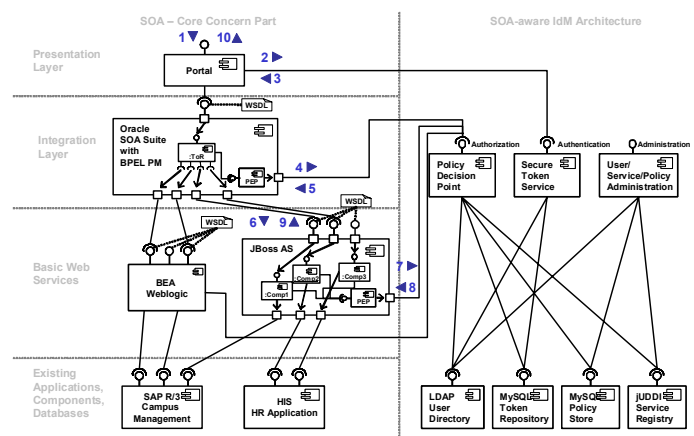 SOA – Core Concern Part
SOA-aware IdM Architecture
1 10
2
3
Presentation
Layer
Portal
WSDL
Integration
Layer
Oracle
SOA Suite
with
BPEL PM
:ToR
PEP
4
5
Authorization
Authentication
Administration
Policy
Decision
Point
Secure
Token
Service
User/
Service/Policy
Administration
WSDL
6 9
WSDL
Basic Web
Services
BEA
Weblogic
JBoss AS
:Comp1
:Comp2
:Comp3
PEP
7
8
Existing
Applications,
Components,
Databases
SAP R/3
Campus
Management
HIS
HR Application
LDAP
User
Directory
MySQL
Token
Repository
MySQL
Policy
Store
jUDDI
Service
Registry